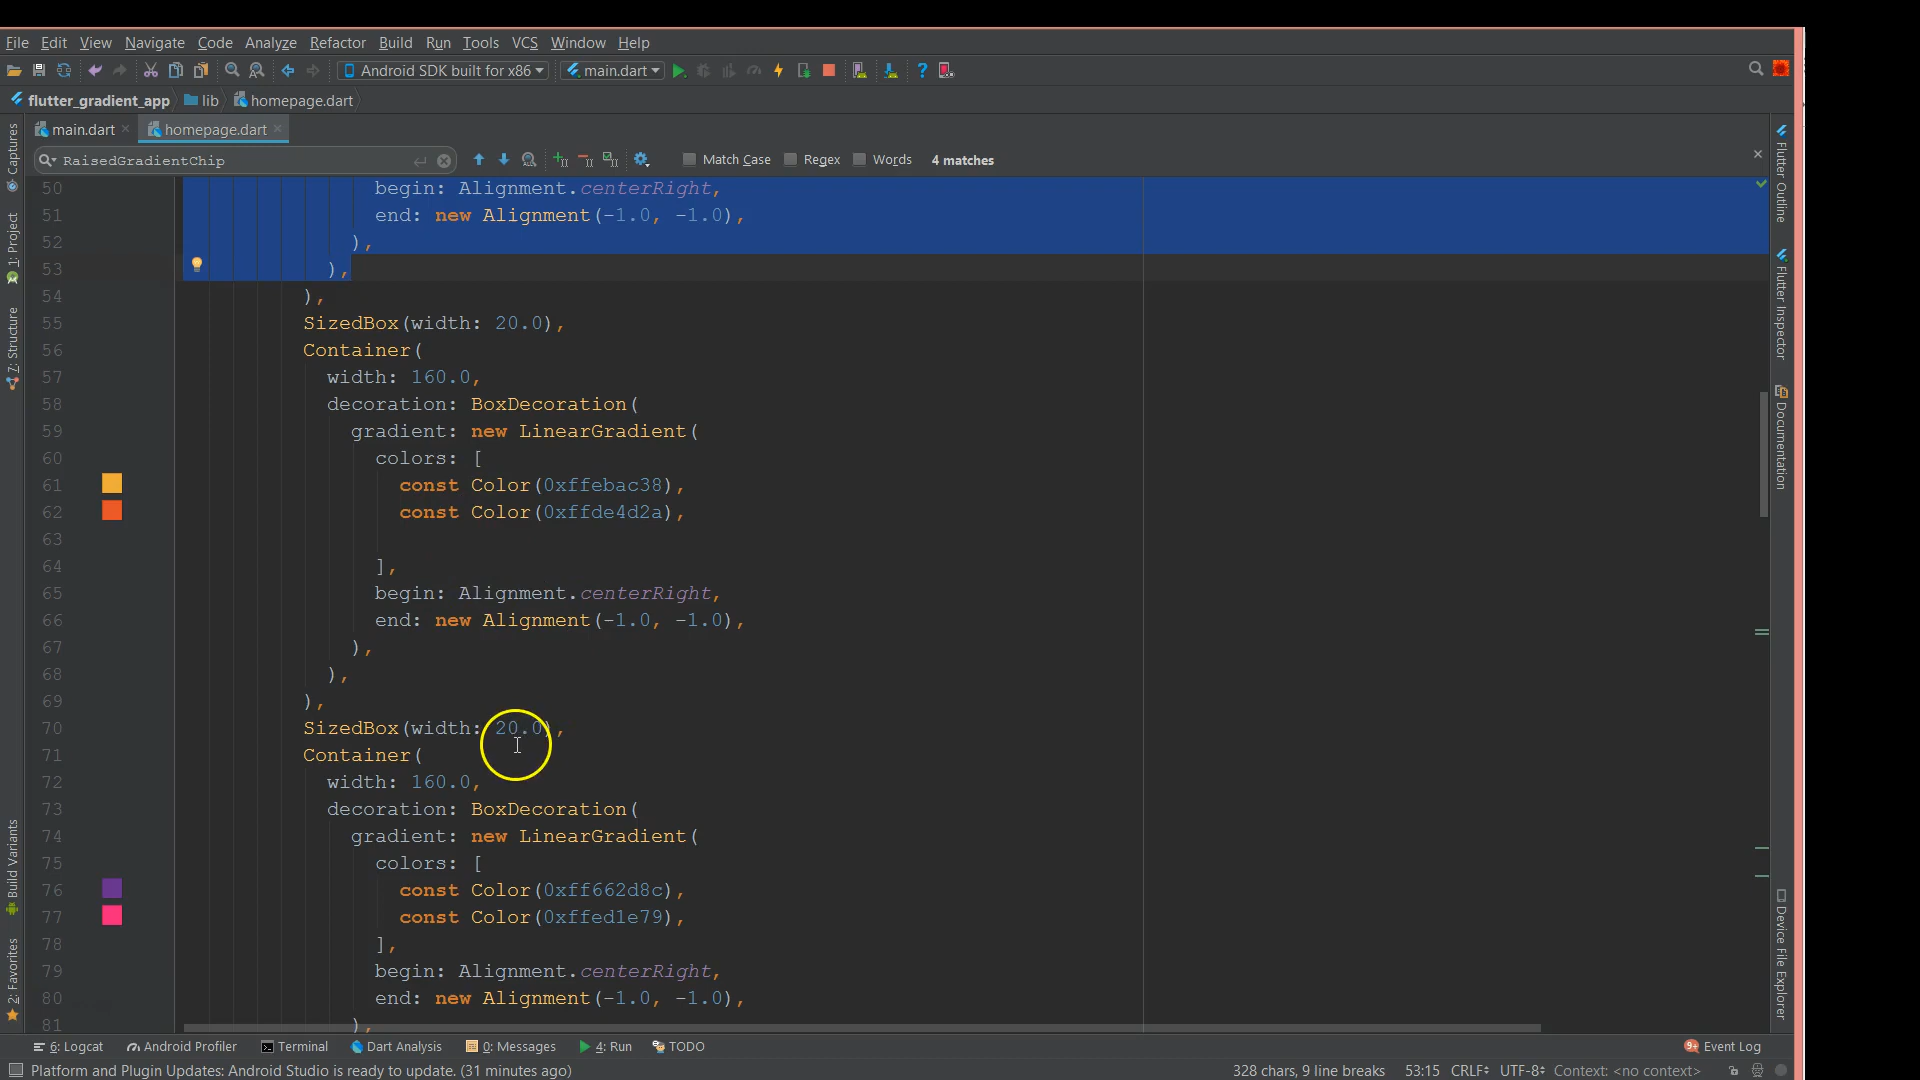 File Edit View Navigate Code Analyze Refactor Build Run Tools VCS Window Help
Android SDK built for x86 main.dart
flutter_gradient_app lib homepage.dart
main.dart homepage.dart
RaisedGradientChip Match Case Regex Words 4 matches
50 begin: Alignment.centerRight,
51 end: new Alignment(-1.0, -1.0),
52 ),
53 ),
54 ),
55 SizedBox(width: 20.0),
56 Container(
57 width: 160.0,
58 decoration: BoxDecoration(
59 gradient: new LinearGradient(
60 colors: [
61 const Color(0xffebac38),
62 const Color(0xffde4d2a),
63
64 ],
65 begin: Alignment.centerRight,
66 end: new Alignment(-1.0, -1.0),
67 ),
68 ),
69 ),
70 SizedBox(width: 20.0),
71 Container(
72 width: 160.0,
73 decoration: BoxDecoration(
74 gradient: new LinearGradient(
75 colors: [
76 const Color(0xff662d8c),
77 const Color(0xffed1e79),
78 ],
79 begin: Alignment.centerRight,
80 end: new Alignment(-1.0, -1.0),
81 ),
Captures
1: Project
7: Structure
Build Variants
2: Favorites
Flutter Outline
Flutter Inspector
Documentation
Device File Explorer
6: Logcat Android Profiler Terminal Dart Analysis 0: Messages 4: Run TODO 9+ Event Log
Platform and Plugin Updates: Android Studio is ready to update. (31 minutes ago) 328 chars, 9 line breaks 53:15 CRLF UTF-8 Context: <no context>